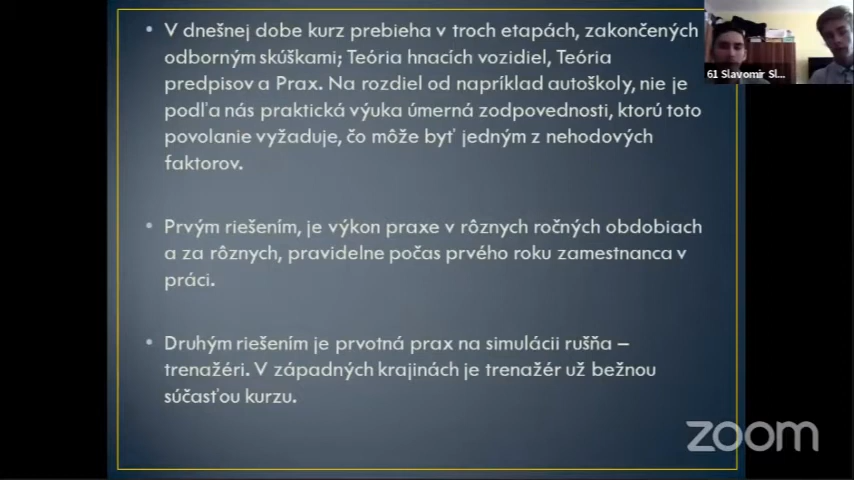 • V dnešnej dobe kurz prebieha v troch etapách, zakončených
odborným skúškami; Teória hnacích vozidiel, Teória
predpisov a Prax. Na rozdiel od napríklad autoškoly, nie je
podľa nás praktická výuka úmerná zodpovednosti, ktorú toto
povolanie vyžaduje, čo môže byť jedným z nehodových
faktorov.
• Prvým riešením, je výkon praxe v rôznych ročných obdobiach
a za rôznych, pravidelne počas prvého roku zamestnanca v
práci.
• Druhým riešením je prvotná prax na simulácii rušňa –
trenažéri. V západných krajinách je trenažér už bežnou
súčasťou kurzu.
61 Slavomír Sl...
zoom